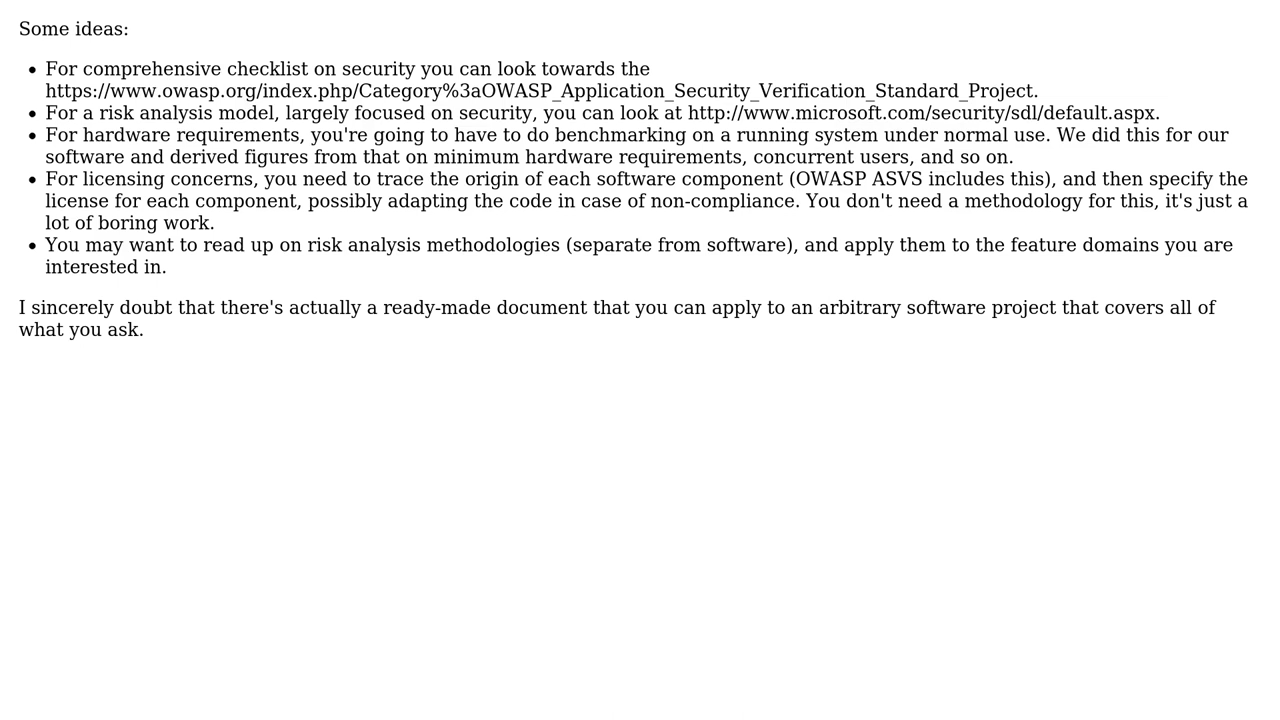 Some ideas:
• For comprehensive checklist on security you can look towards the
https://www.owasp.org/index.php/Category%3aOWASP_Application_Security_Verification_Standard_Project.
• For a risk analysis model, largely focused on security, you can look at http://www.microsoft.com/security/sdl/default.aspx.
• For hardware requirements, you're going to have to do benchmarking on a running system under normal use. We did this for our
software and derived figures from that on minimum hardware requirements, concurrent users, and so on.
• For licensing concerns, you need to trace the origin of each software component (OWASP ASVS includes this), and then specify the
license for each component, possibly adapting the code in case of non-compliance. You don't need a methodology for this, it's just a
lot of boring work.
• You may want to read up on risk analysis methodologies (separate from software), and apply them to the feature domains you are
interested in.
I sincerely doubt that there's actually a ready-made document that you can apply to an arbitrary software project that covers all of
what you ask.